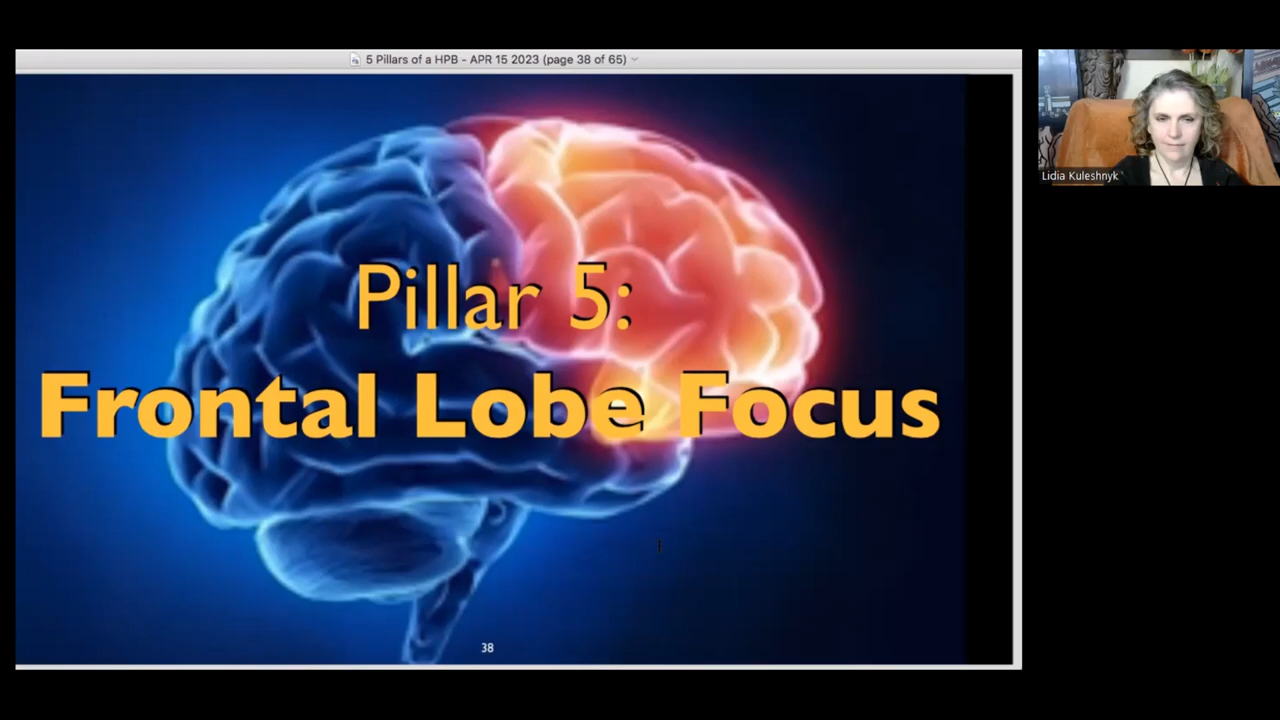 5 Pillars of a HPB - APR 15 2023 (page 38 of 65)
Pillar 5:
Frontal Lobe Focus
38
Lidia Kuleshnyk